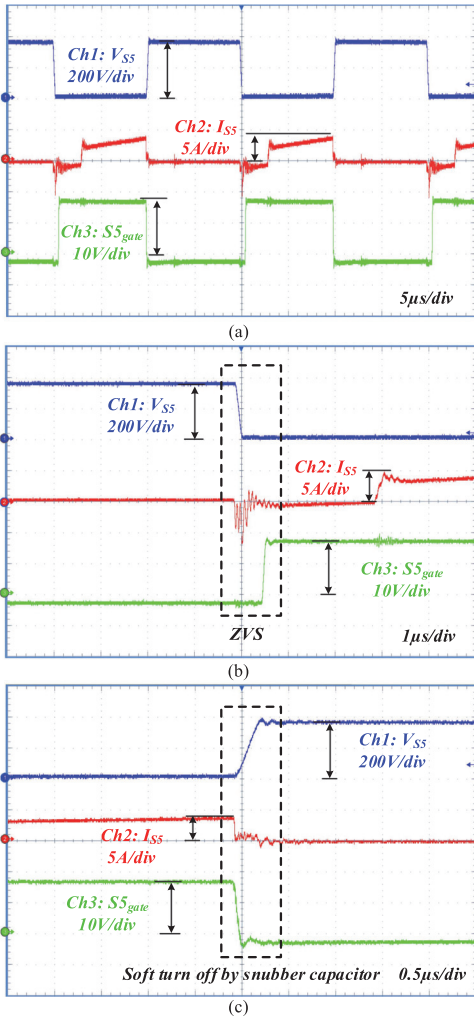 Ch1: VS5
200V/div
Ch2: IS5
5A/div
Ch3: S5gate
10V/div
5μs/div
(a)
Ch1: VS5
200V/div
Ch2: IS5
5A/div
Ch3: S5gate
10V/div
ZVS
1μs/div
(b)
Ch1: VS5
200V/div
Ch2: IS5
5A/div
Ch3: S5gate
10V/div
Soft turn off by snubber capacitor 0.5μs/div
(c)